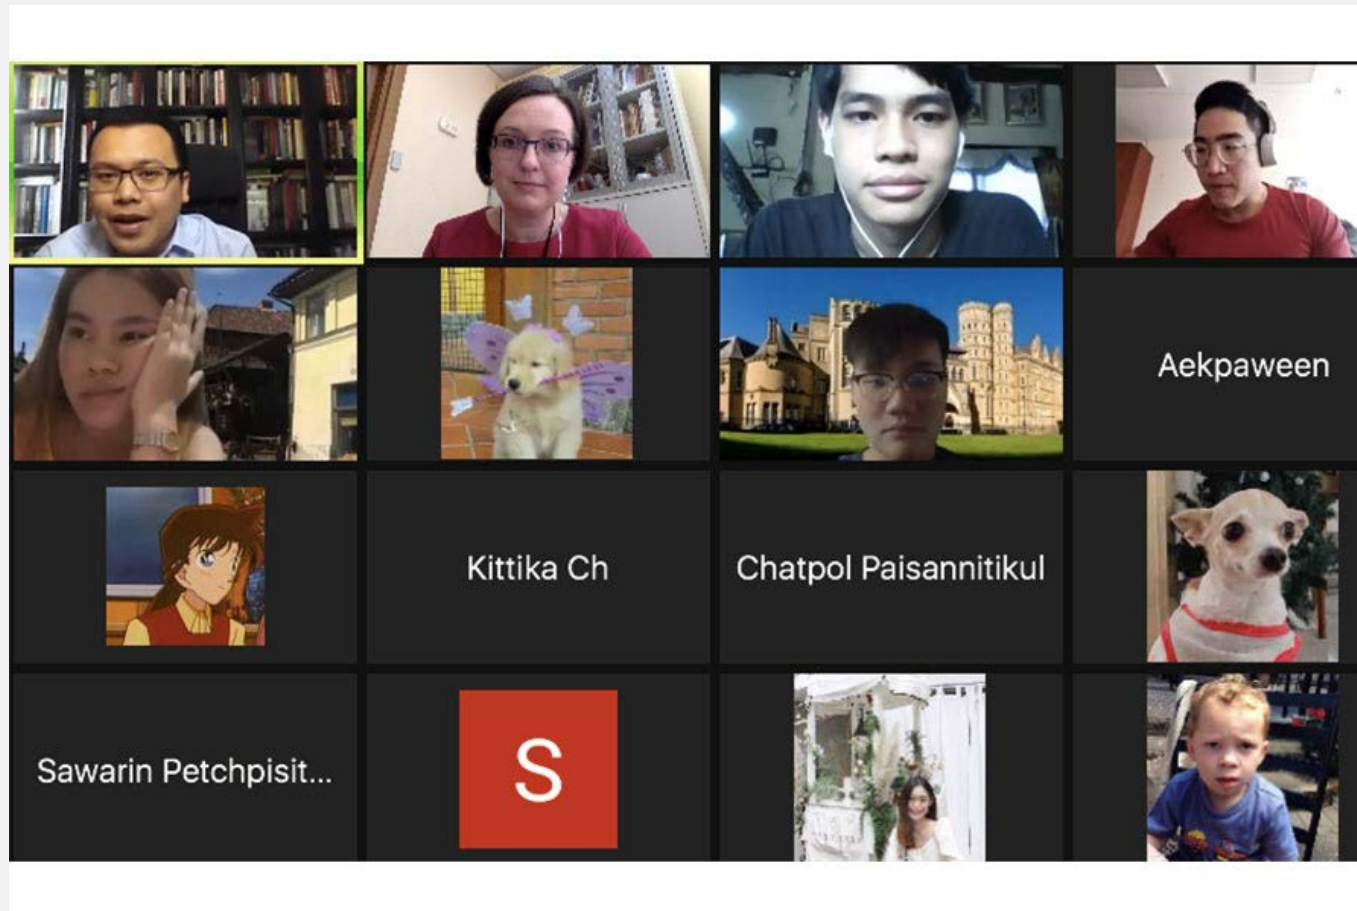 Aekpaween
Kittika Ch
Chatpol Paisannitikul
Sawarin Petchpisit...
S